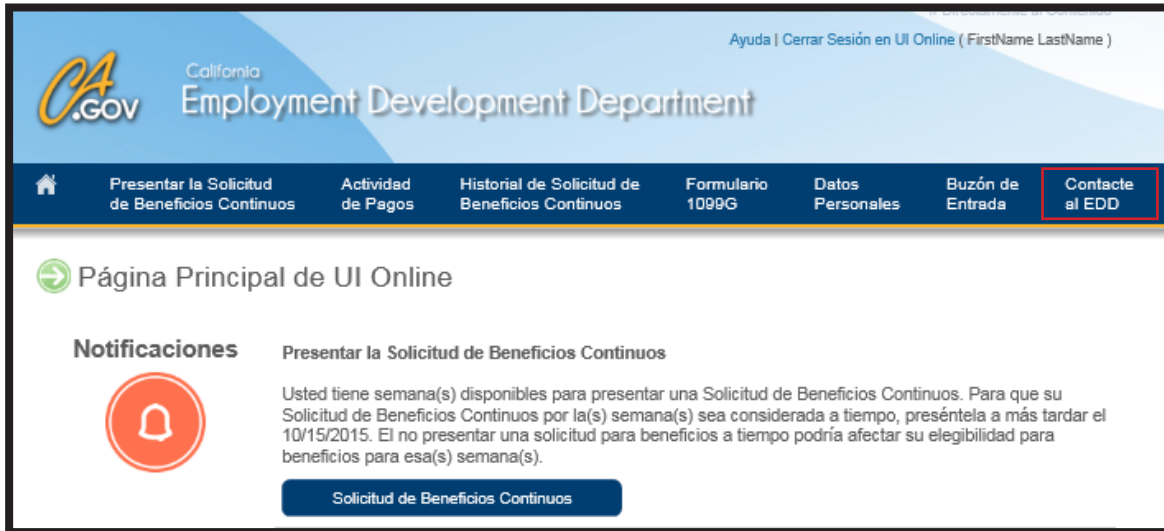 Directamente al Contenido
Ayuda | Cerrar Sesión en UI Online ( FirstName LastName )
CA.GOV
California
Employment Development Department
Presentar la Solicitud de Beneficios Continuos
Actividad de Pagos
Historial de Solicitud de Beneficios Continuos
Formulario 1099G
Datos Personales
Buzón de Entrada
Contacte al EDD
Página Principal de UI Online
Notificaciones
Presentar la Solicitud de Beneficios Continuos
Usted tiene semana(s) disponibles para presentar una Solicitud de Beneficios Continuos. Para que su
Solicitud de Beneficios Continuos por la(s) semana(s) sea considerada a tiempo, preséntela a más tardar el
10/15/2015. El no presentar una solicitud para beneficios a tiempo podría afectar su elegibilidad para
beneficios para esa(s) semana(s).
Solicitud de Beneficios Continuos